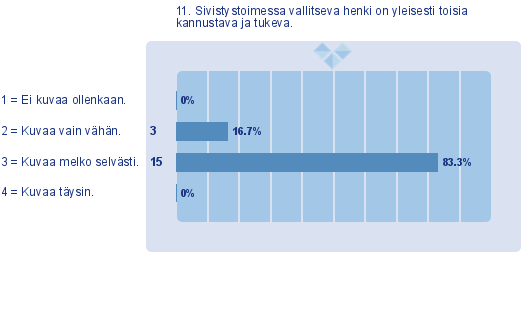 11. Sivistystoimessa vallitseva henki on yleisesti toisia
kannustava ja tukeva.
1 = Ei kuvaa ollenkaan. 0%
2 = Kuvaa vain vähän. 3 16.7%
3 = Kuvaa melko selvästi. 15 83.3%
4 = Kuvaa täysin. 0%